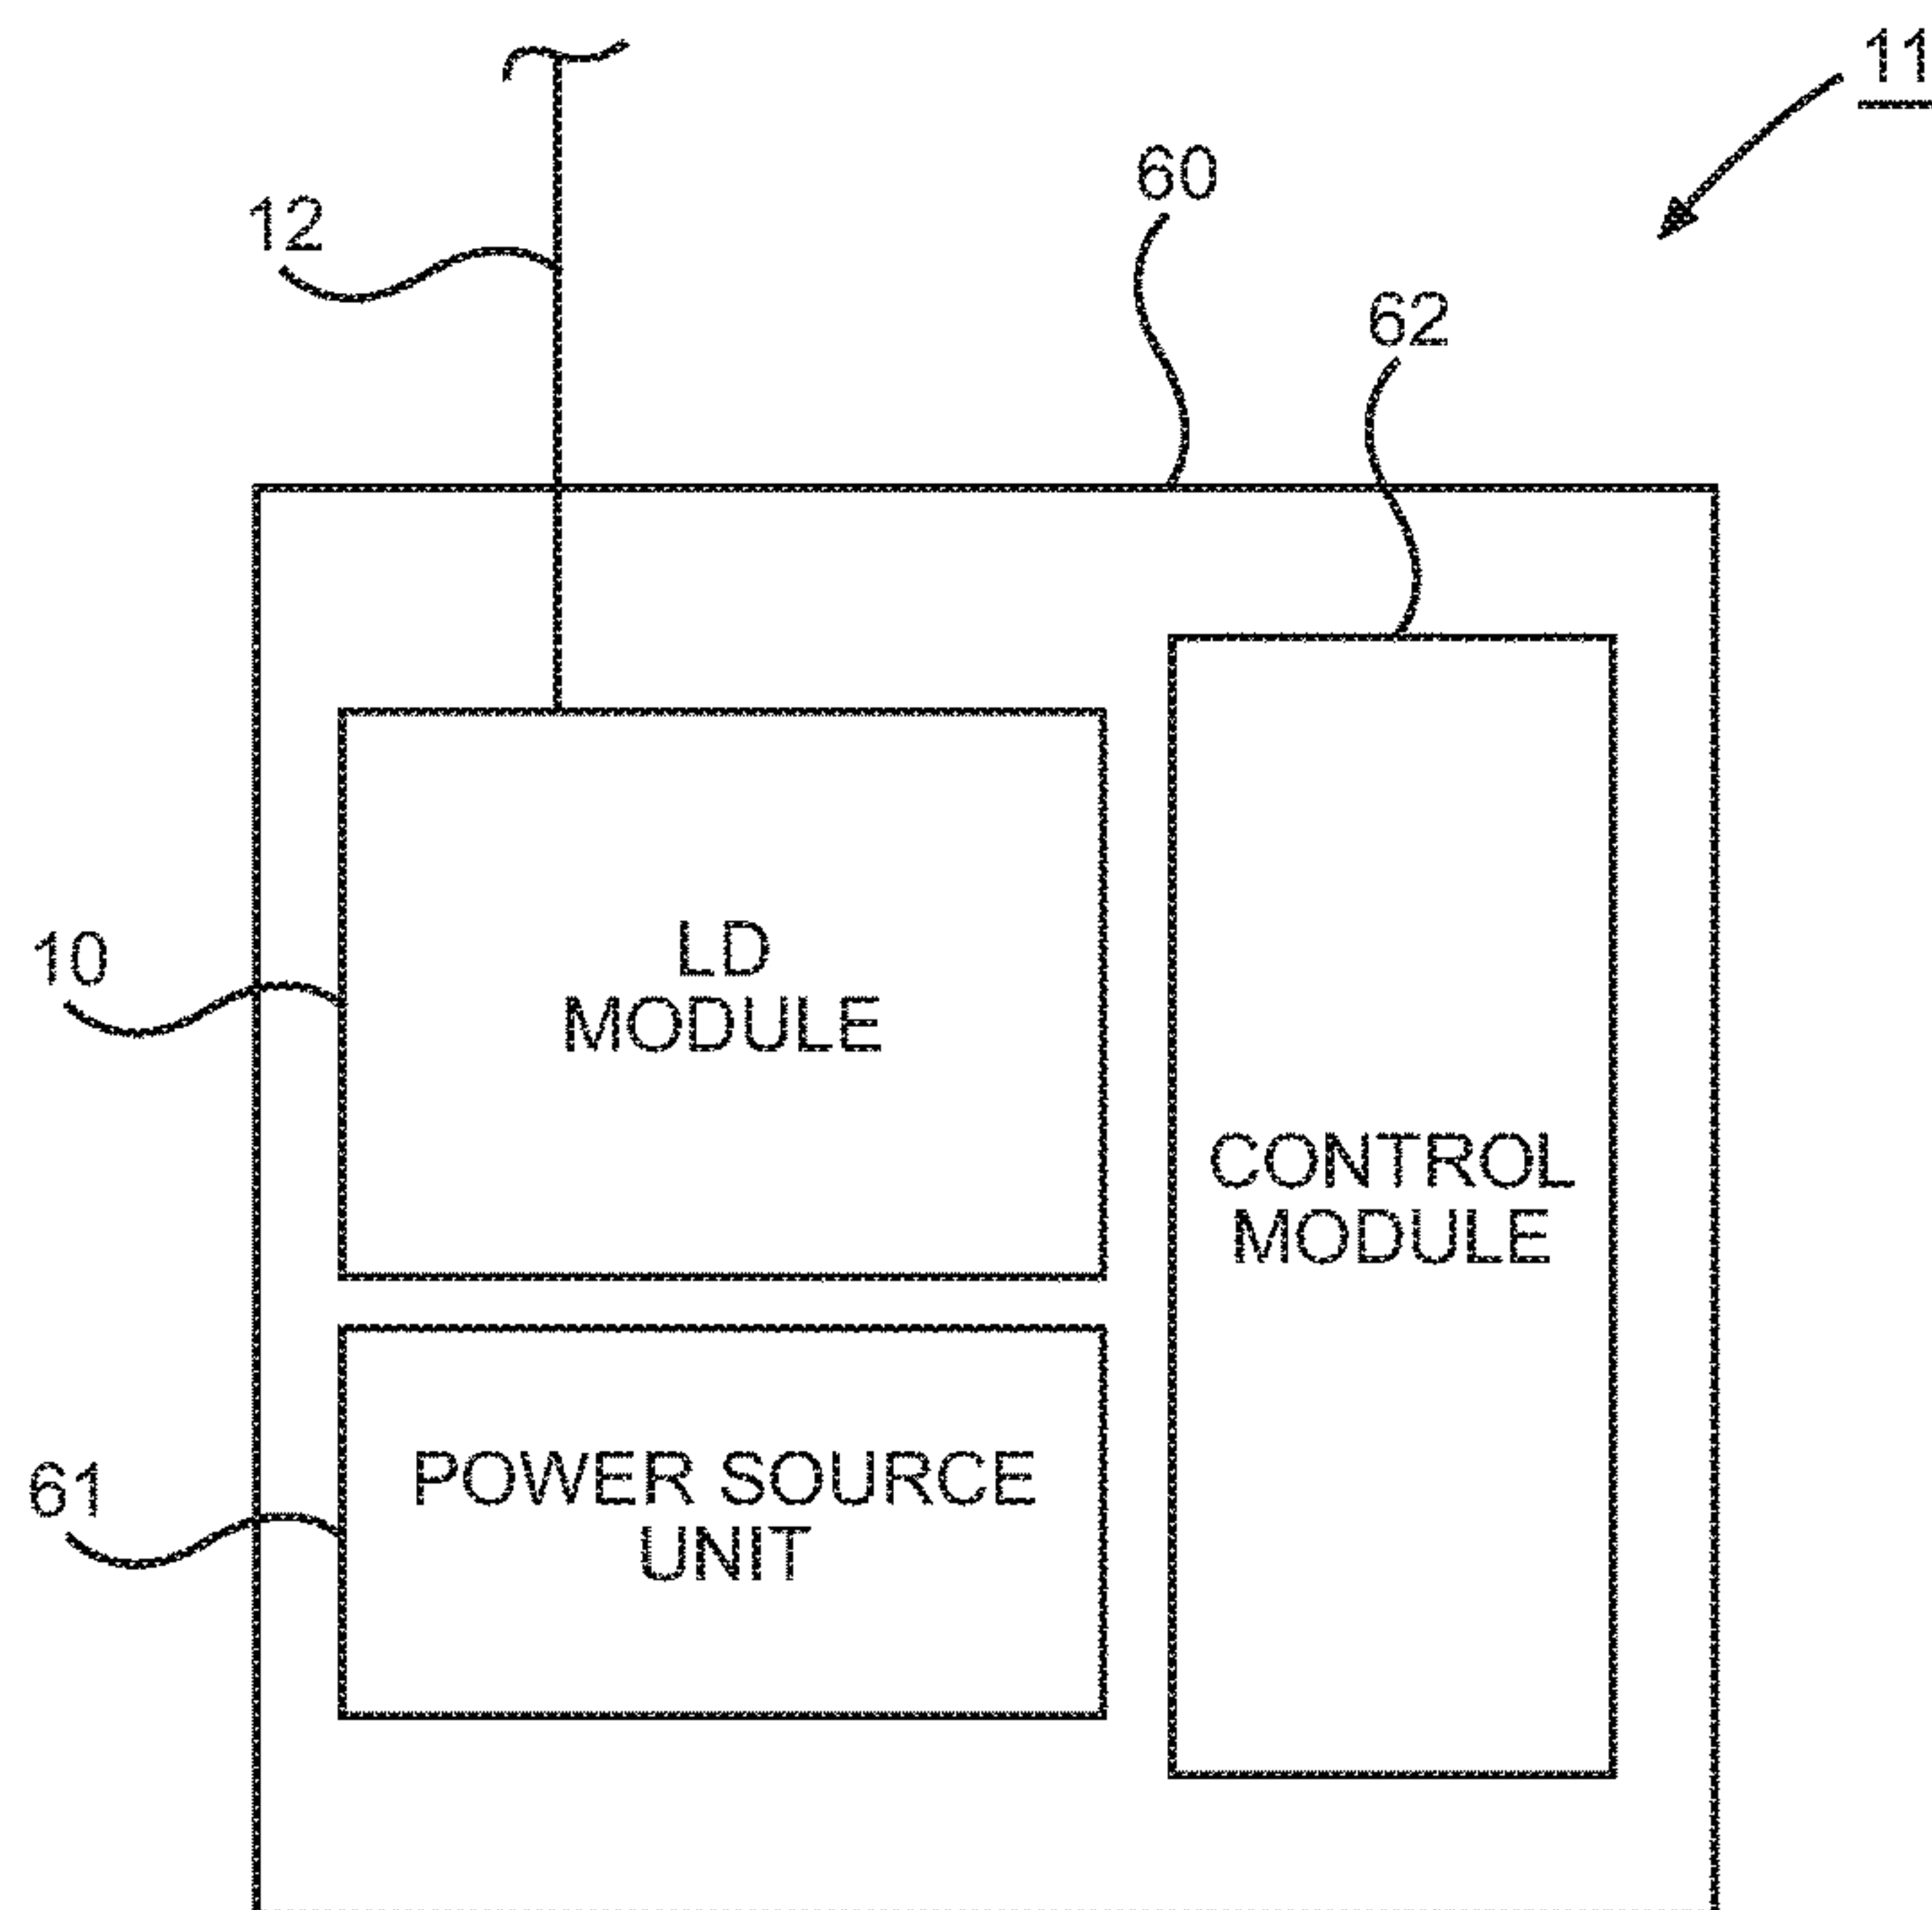 11
60
12
62
10
LD
MODULE
CONTROL
MODULE
61
POWER SOURCE
UNIT